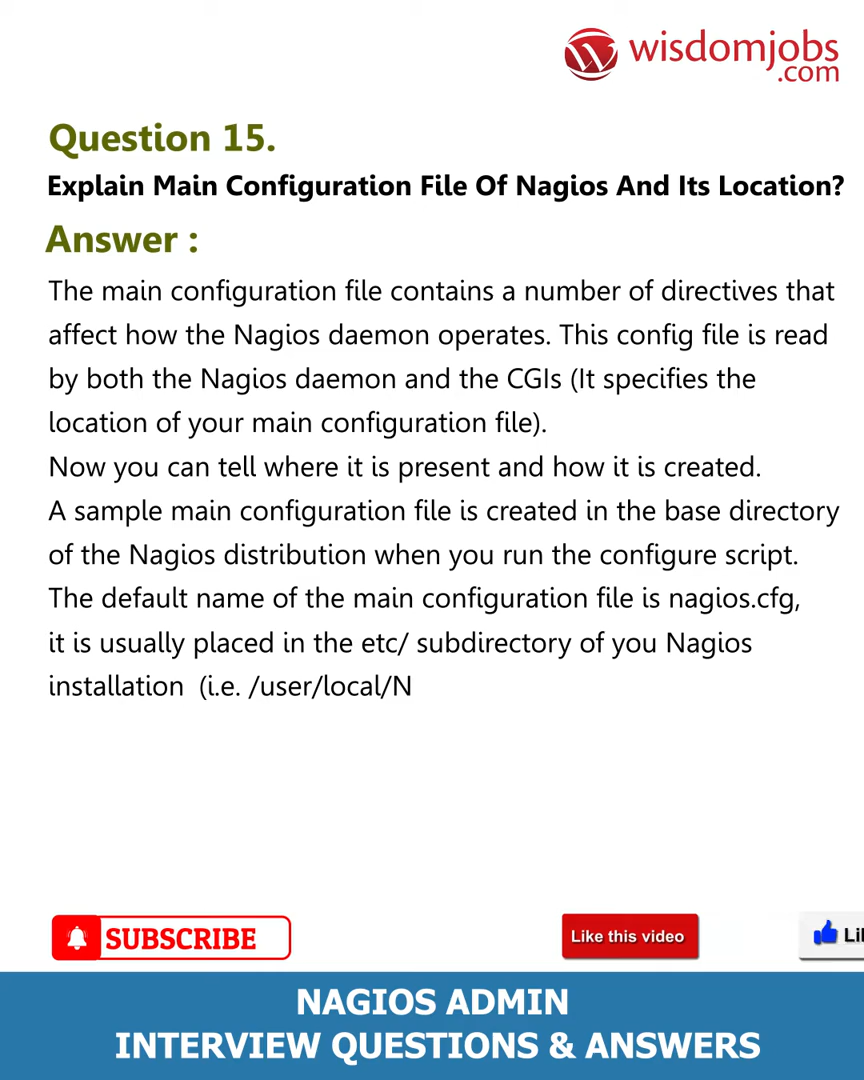 wisdomjobs
.com
Question 15.
Explain Main Configuration File Of Nagios And Its Location?
Answer :
The main configuration file contains a number of directives that
affect how the Nagios daemon operates. This config file is read
by both the Nagios daemon and the CGIs (It specifies the
location of your main configuration file).
Now you can tell where it is present and how it is created.
A sample main configuration file is created in the base directory
of the Nagios distribution when you run the configure script.
The default name of the main configuration file is nagios.cfg,
it is usually placed in the etc/ subdirectory of you Nagios
installation  (i.e. /user/local/N
SUBSCRIBE
Like this video
Lil
NAGIOS ADMIN
INTERVIEW QUESTIONS & ANSWERS